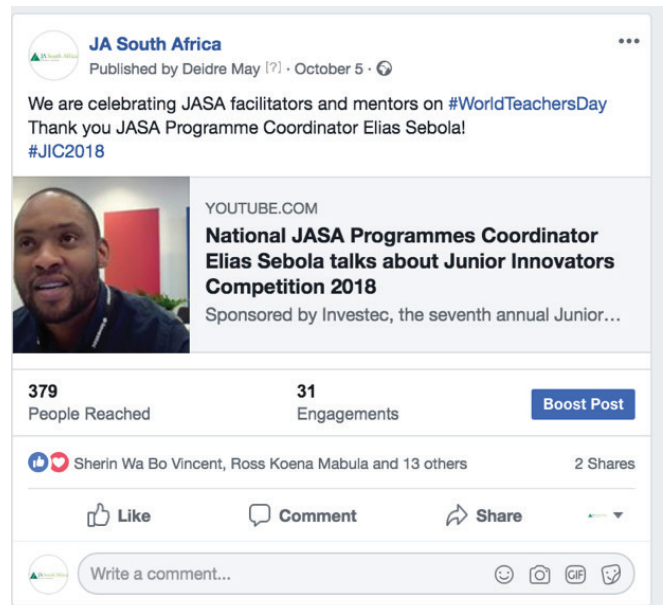 JA South Africa
Published by Deidre May [?] · October 5 ·
We are celebrating JASA facilitators and mentors on #WorldTeachersDay
Thank you JASA Programme Coordinator Elias Sebola!
#JIC2018
YOUTUBE.COM
National JASA Programmes Coordinator
Elias Sebola talks about Junior Innovators
Competition 2018
Sponsored by Investec, the seventh annual Junior...
379
People Reached
31
Engagements
Boost Post
Sherin Wa Bo Vincent, Ross Koena Mabula and 13 others
2 Shares
Like
Comment
Share
Write a comment...
GIF